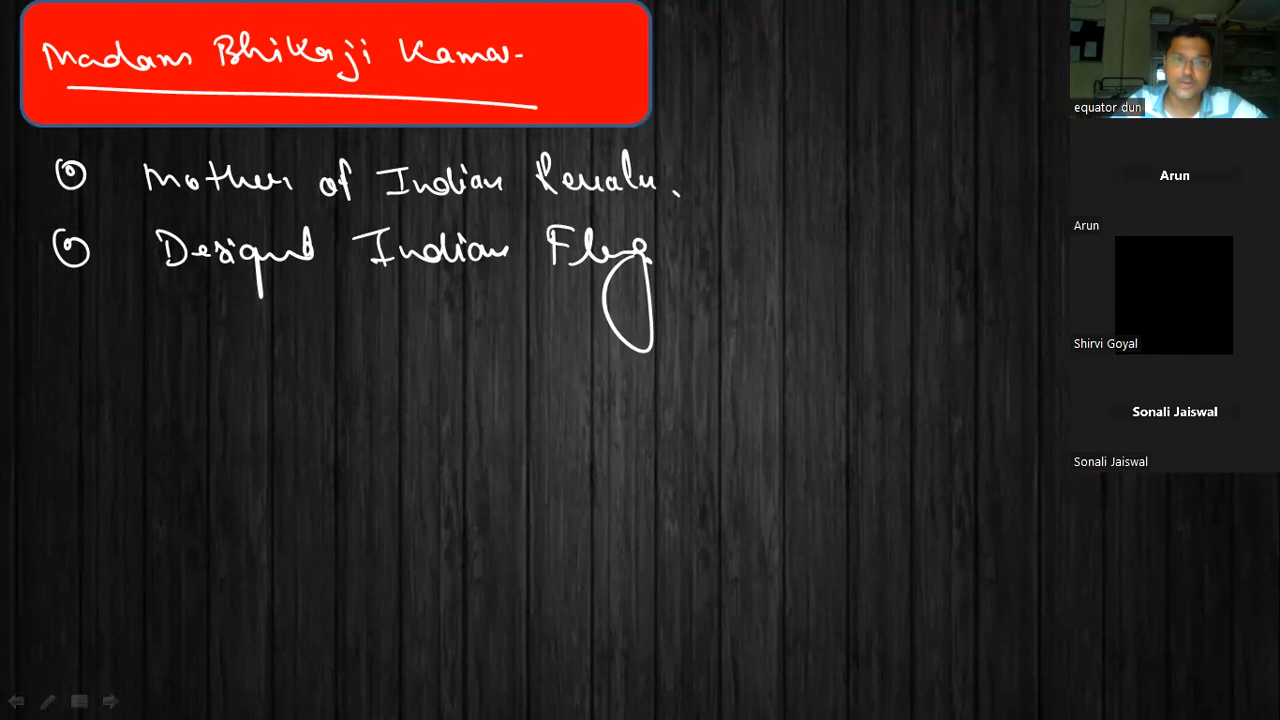 Madam Bhikaji Kama.
Mother of Indian
Designed Indian Flag
equator dun
Arun
Arun
Shirvi Goyal
Sonali Jaiswal
Sonali Jaiswal